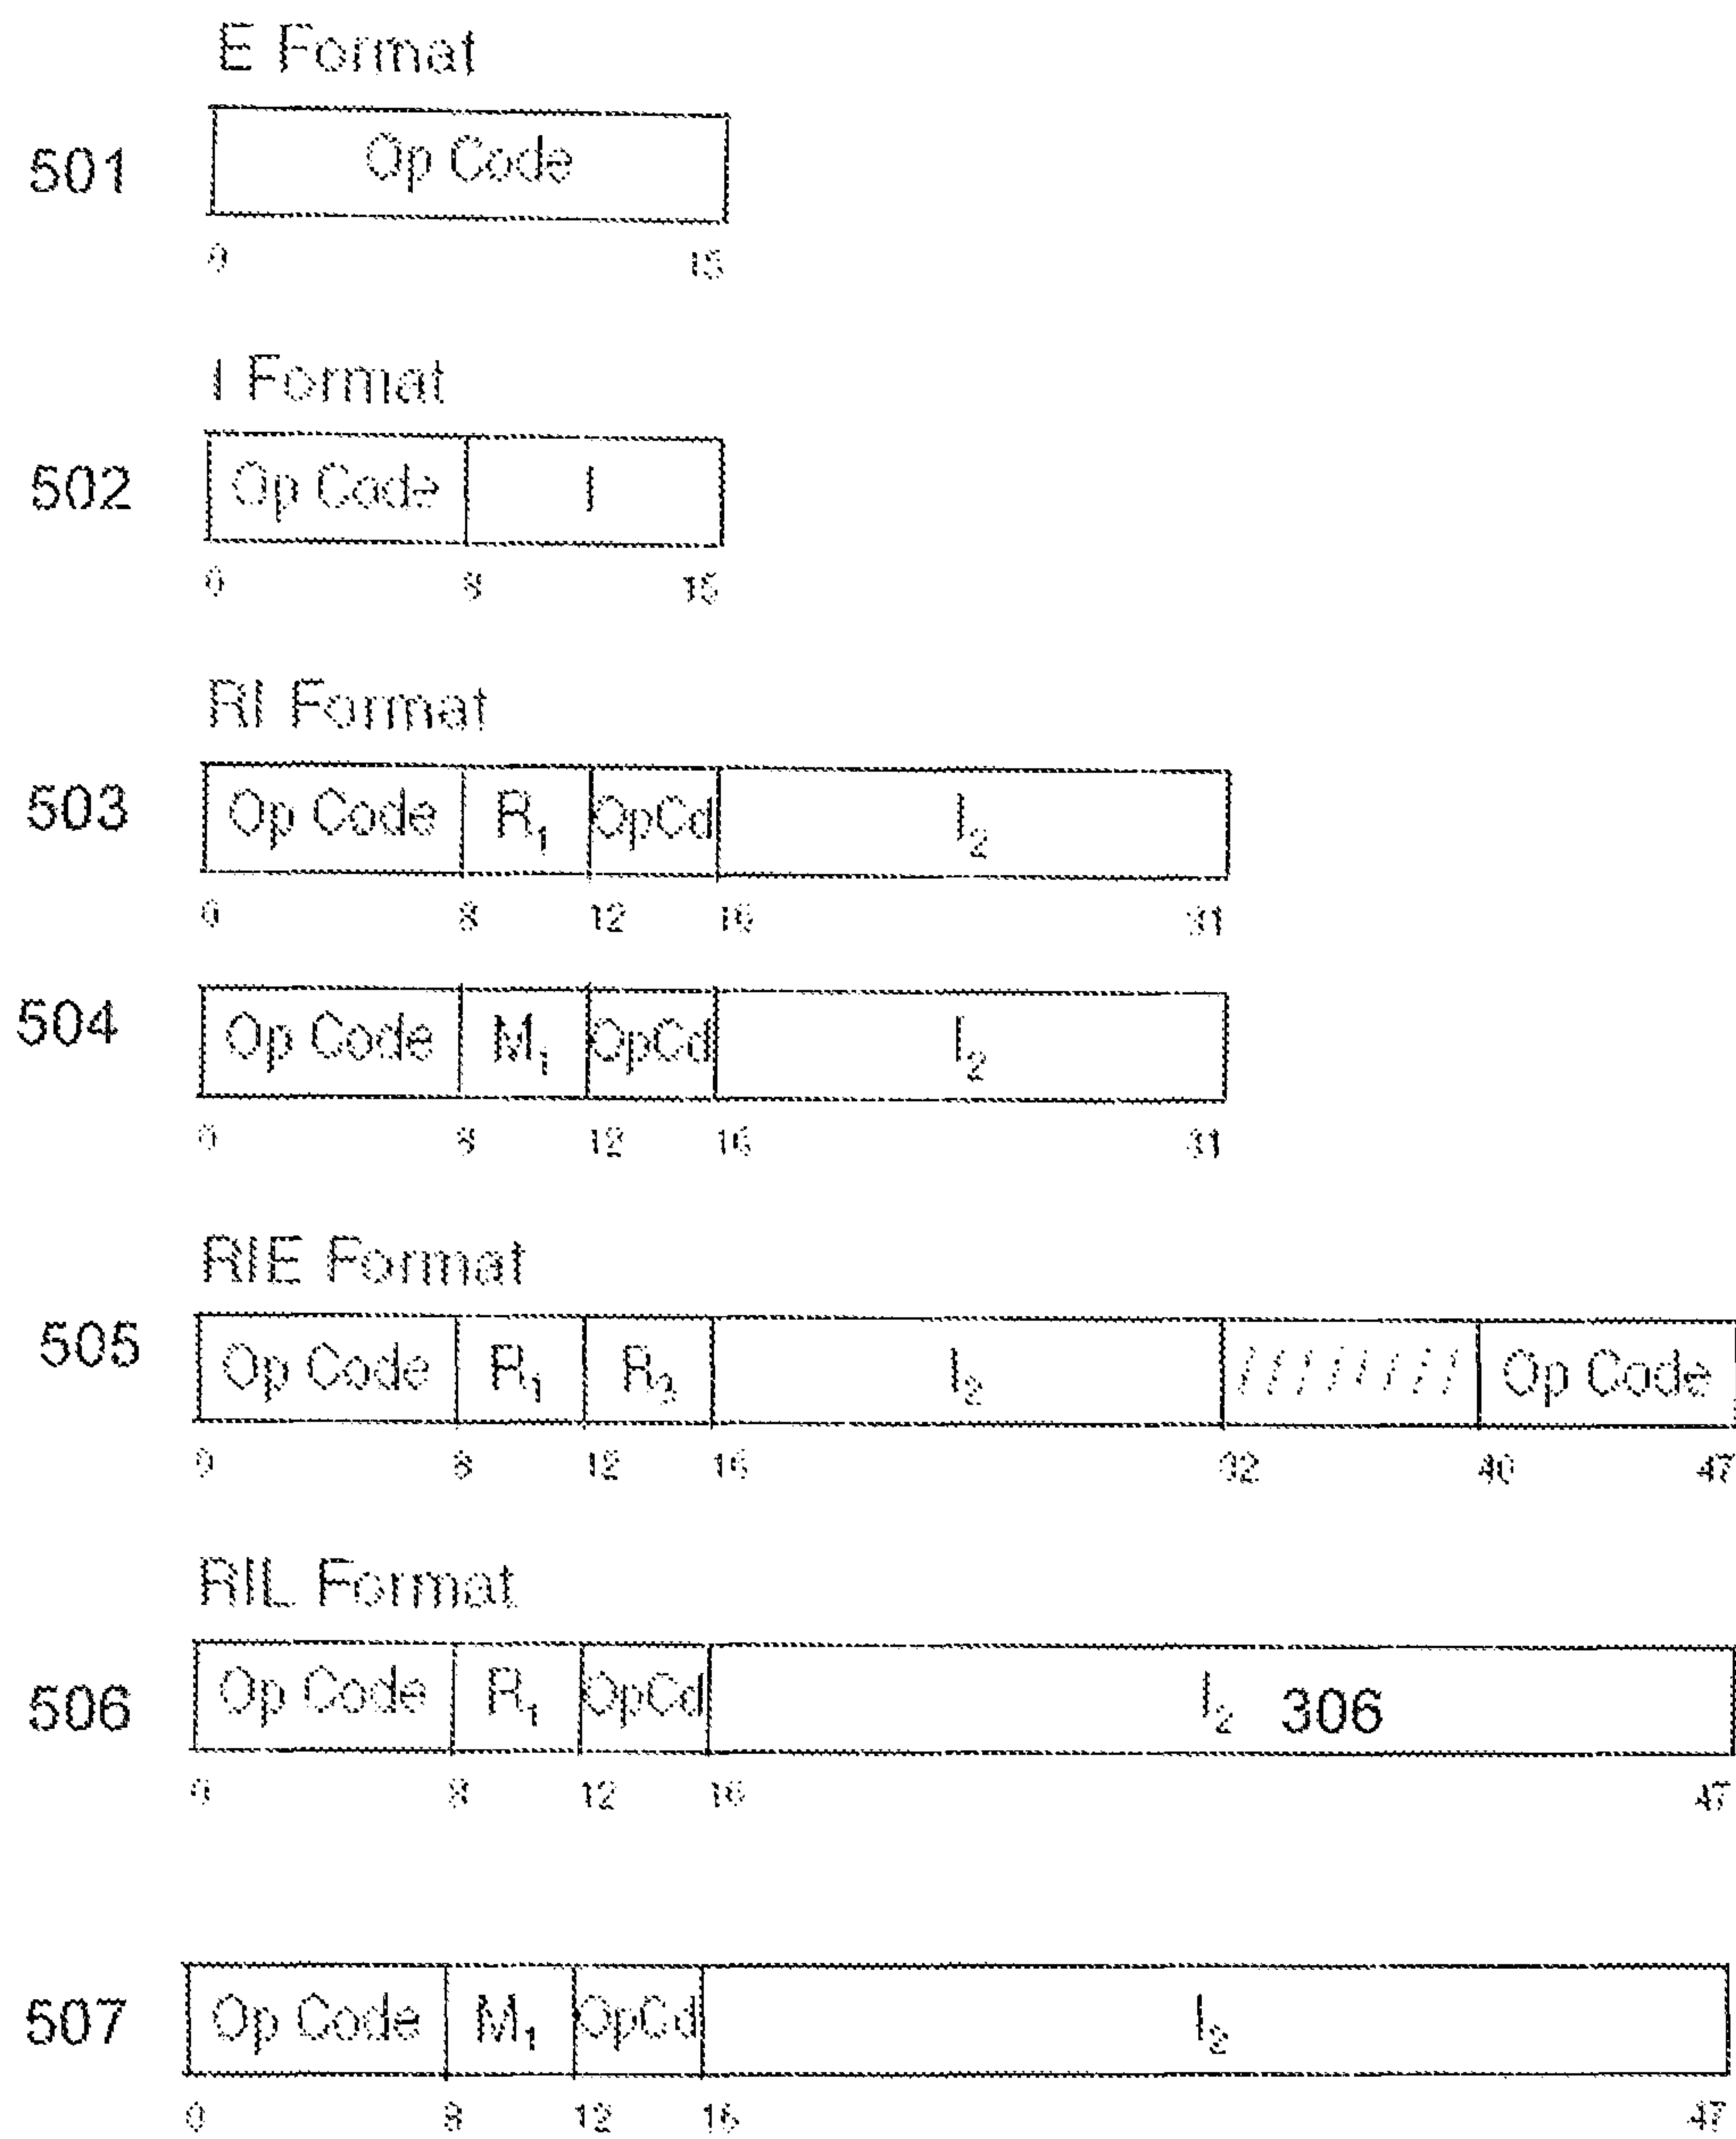 E Format
501 Op Code
0 15
I Format
502 Op Code I
0 8 15
RI Format
503 Op Code R₁ OpCd I₂
0 8 12 16 31
504 Op Code M₁ OpCd I₂
0 8 12 16 31
RIE Format
505 Op Code R₁ R₃ I₂ //////// Op Code
0 8 12 16 32 40 47
RIL Format
506 Op Code R₁ OpCd I₂ 306
0 8 12 16 47
507 Op Code M₁ OpCd I₂
0 8 12 16 47